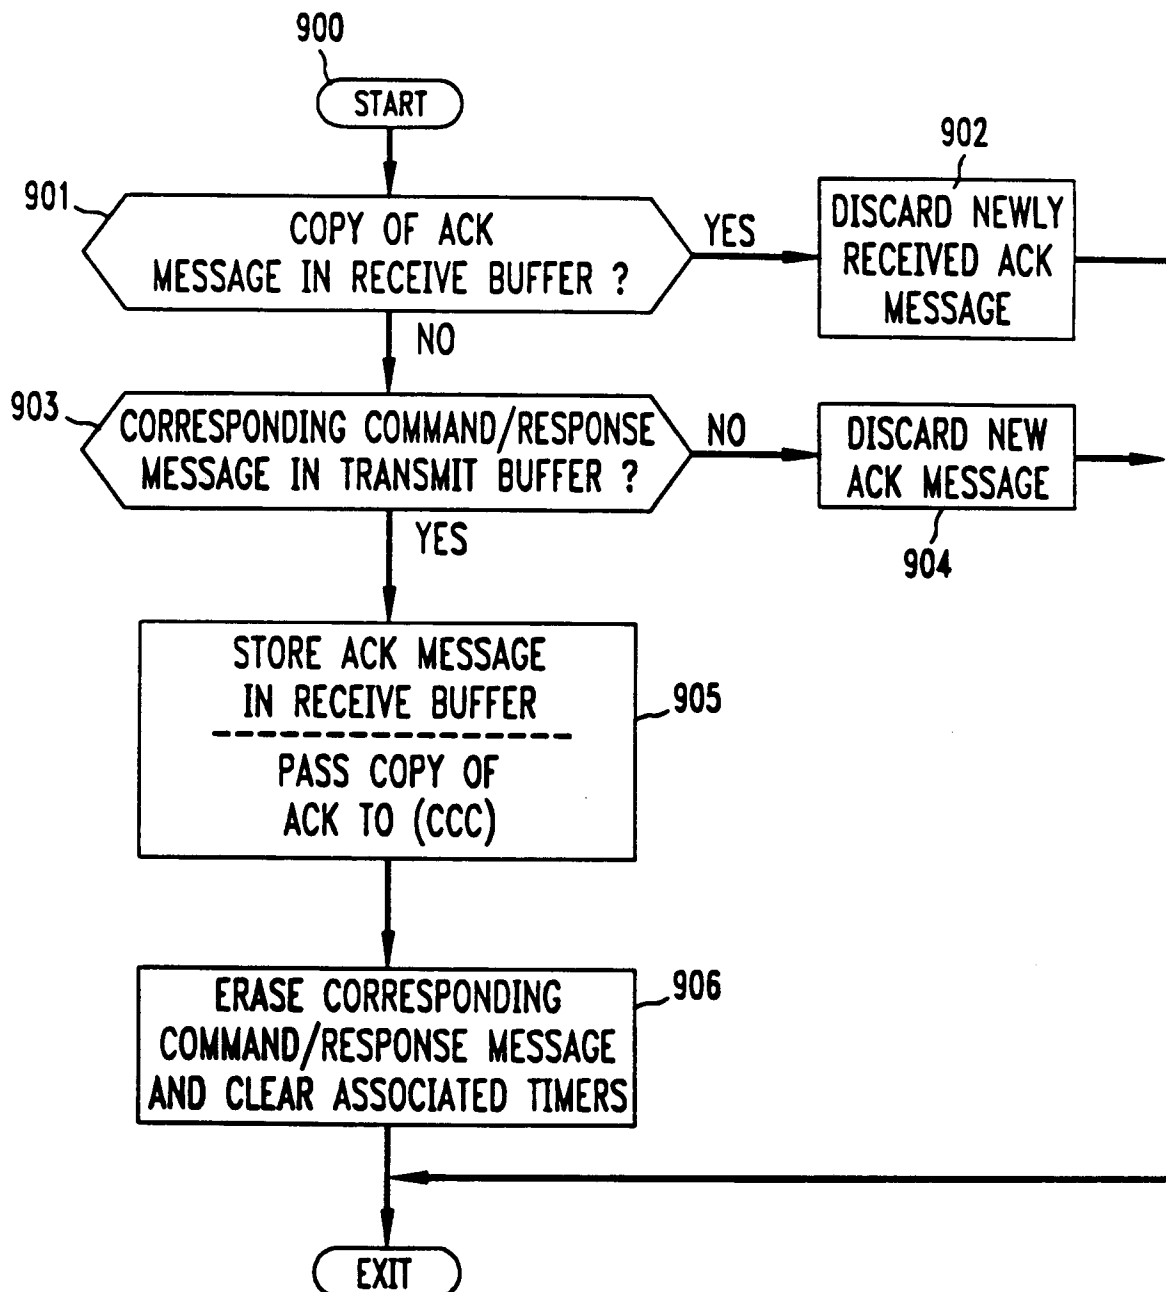 900
START
901
COPY OF ACK
MESSAGE IN RECEIVE BUFFER ?
YES
902
DISCARD NEWLY
RECEIVED ACK
MESSAGE
NO
903
CORRESPONDING COMMAND/RESPONSE
MESSAGE IN TRANSMIT BUFFER ?
NO
DISCARD NEW
ACK MESSAGE
904
YES
STORE ACK MESSAGE
IN RECEIVE BUFFER
PASS COPY OF
ACK TO (CCC)
905
ERASE CORRESPONDING
COMMAND/RESPONSE MESSAGE
AND CLEAR ASSOCIATED TIMERS
906
EXIT